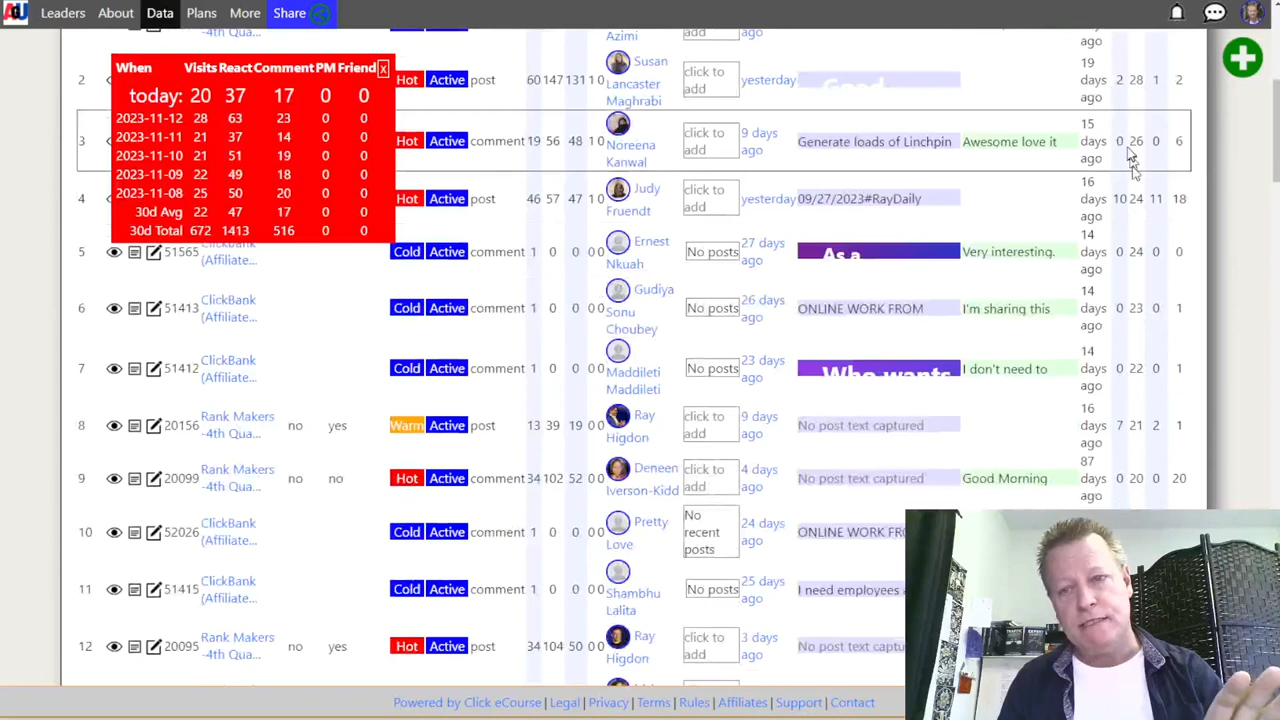 Leaders About Data Plans More Share
-4th Qua... Azimi add ago ago
When Visits React Comment PM Friend x
today: 20 37 17 0 0
2023-11-12 28 63 23 0 0
2023-11-11 21 37 14 0 0
2023-11-10 21 51 19 0 0
2023-11-09 22 49 18 0 0
2023-11-08 25 50 20 0 0
30d Avg 22 47 17 0 0
30d Total 672 1413 516 0 0
2 Hot Active post 60 147 131 1 0 Susan Lancaster Maghrabi click to add yesterday Good 19 days ago 2 28 1 2
3 Hot Active comment 19 56 48 1 0 Noreena Kanwal click to add 9 days ago Generate loads of Linchpin Awesome love it 15 days ago 0 26 0 6
4 Hot Active post 46 57 47 1 0 Judy Fruendt click to add yesterday 09/27/2023#RayDaily 16 days ago 10 24 11 18
5 51565 ClickBank (Affiliate... Cold Active comment 1 0 0 0 0 Ernest Nkuah No posts 27 days ago As a Very interesting. 14 days ago 0 24 0 0
6 51413 ClickBank (Affiliate... Cold Active comment 1 0 0 0 0 Gudiya Sonu Choubey No posts 26 days ago ONLINE WORK FROM I'm sharing this 14 days ago 0 23 0 1
7 51412 ClickBank (Affiliate... Cold Active comment 1 0 0 0 0 Maddileti Maddileti No posts 23 days ago Who wants I don't need to 14 days ago 0 22 0 1
8 20156 Rank Makers -4th Qua... no yes Warm Active post 13 39 19 0 0 Ray Higdon click to add 9 days ago No post text captured 16 days ago 7 21 2 1
9 20099 Rank Makers -4th Qua... no no Hot Active post 34 102 52 0 0 Deneen Iverson-Kidd click to add 4 days ago No post text captured Good Morning 87 days ago 0 20 0 20
10 52026 ClickBank (Affiliate... Cold Active comment 1 0 0 0 0 Pretty Love No recent posts 24 days ago ONLINE WORK FRO
11 51415 ClickBank (Affiliate... Cold Active comment 1 0 0 0 0 Shambhu Lalita No posts 25 days ago I need employees
12 20095 Rank Makers -4th Qua... no yes Hot Active post 34 104 50 0 0 Ray Higdon click to add 3 days ago No post text captu
Powered by Click eCourse | Legal | Privacy | Terms | Rules | Affiliates | Support | Contact